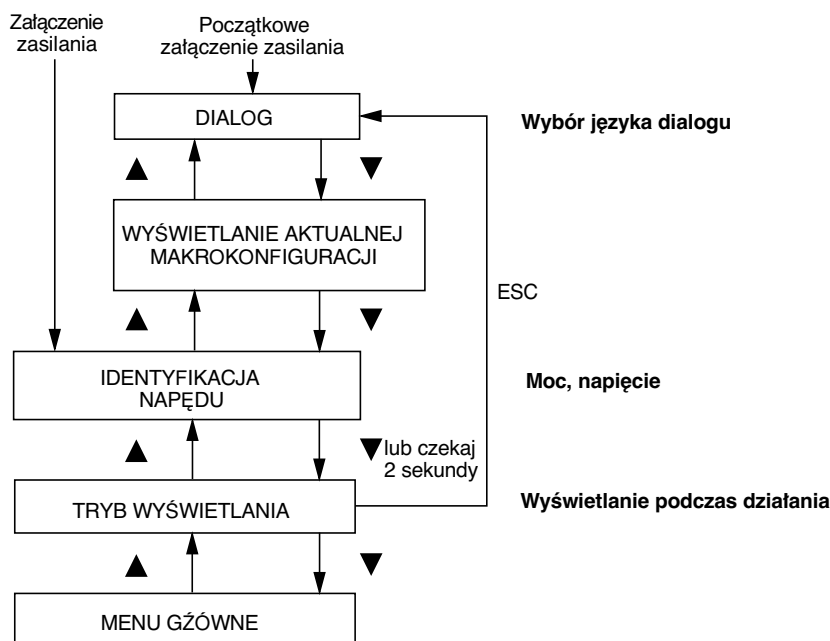 Załączenie
zasilania
Początkowe
załączenie zasilania
DIALOG
Wybór języka dialogu
WYŚWIETLANIE AKTUALNEJ
MAKROKONFIGURACJI
ESC
IDENTYFIKACJA
NAPĘDU
Moc, napięcie
lub czekaj
2 sekundy
TRYB WYŚWIETLANIA
Wyświetlanie podczas działania
MENU GŹÓWNE